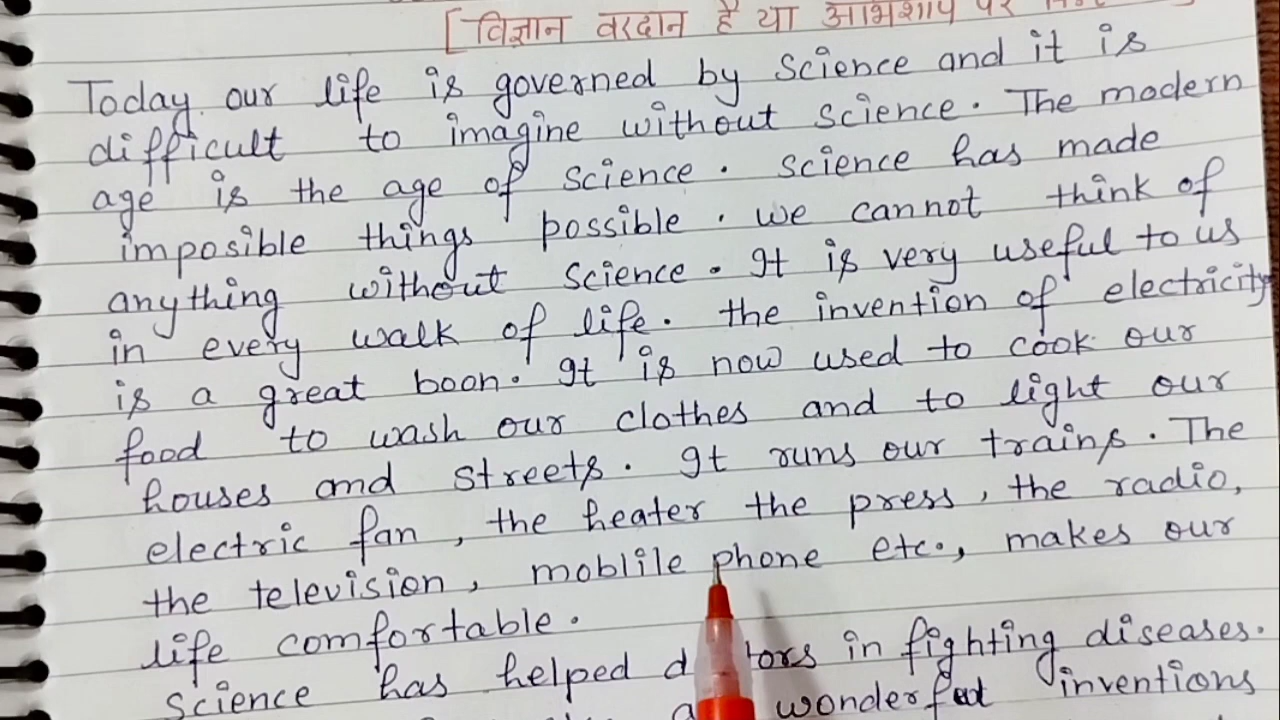 [ विज्ञान वरदान है या अभिशाप पर
Today our life is governed by science and it is
difficult to imagine without science. The modern
age is the age of science. science has made
imposible things possible. we cannot think of
anything without science. It is very useful to us
in every walk of life. the invention of electricity
is a great boon. It is now used to cook our
food to wash our clothes and to light our
houses and streets. It runs our trains. The
electric fan, the heater the press, the radio,
the television, moblile phone etc., makes our
life comfortable.
science has helped in fighting diseases.
wonderful inventions